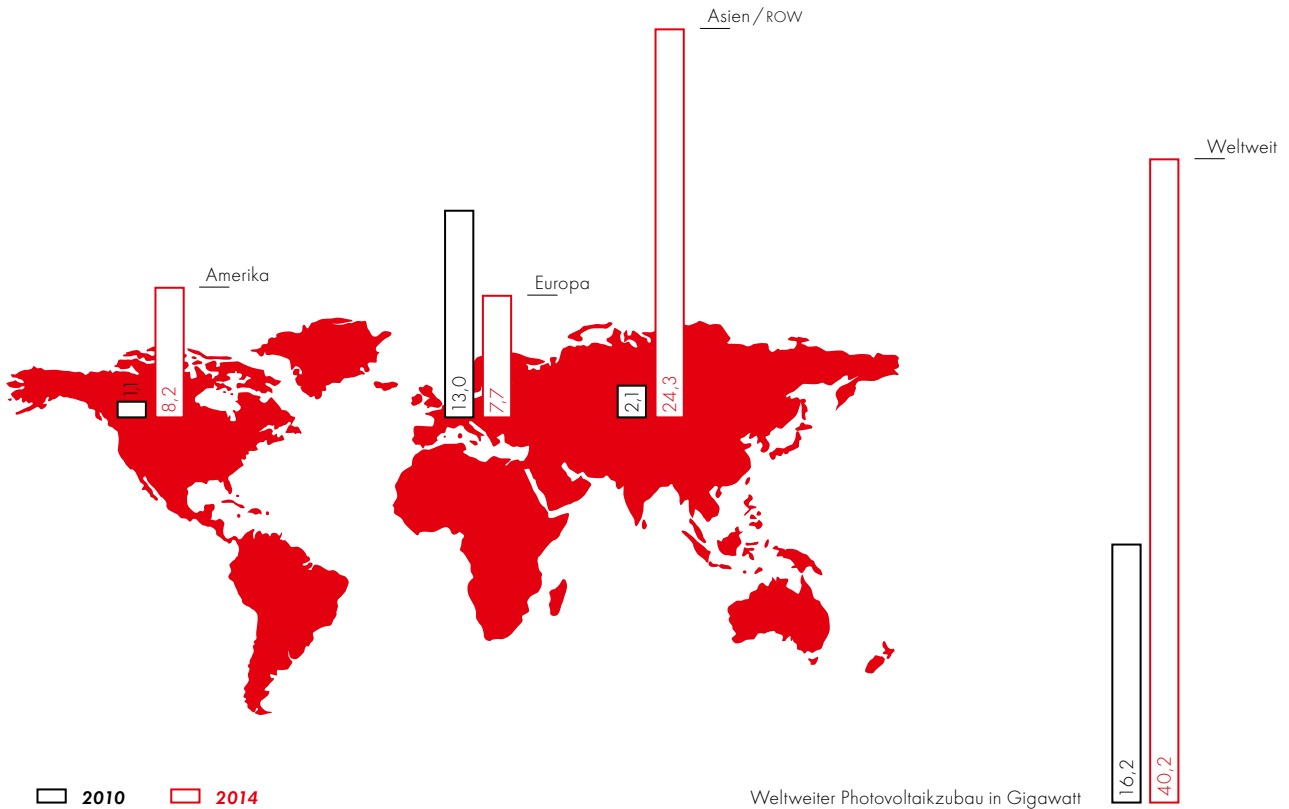 Asien / ROW
Weltweit
Amerika
Europa
1,1
8,2
13,0
7,7
2,1
24,3
16,2
40,2
2010
2014
Weltweiter Photovoltaikzubau in Gigawatt